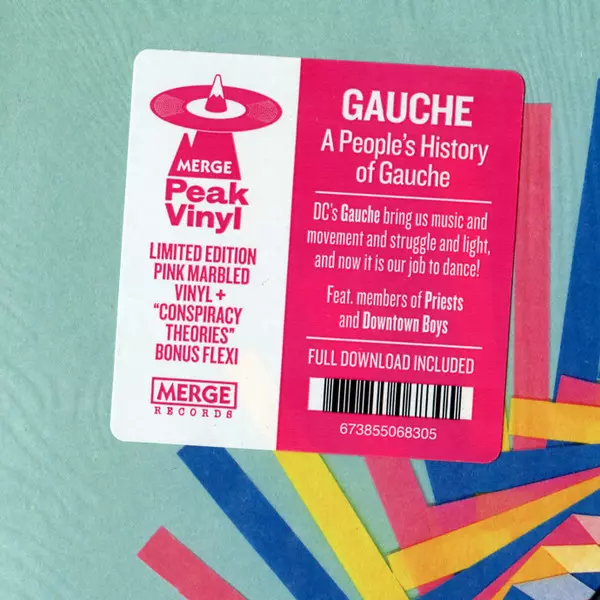 MERGE
Peak
Vinyl
LIMITED EDITION
PINK MARBLED
VINYL +
"CONSPIRACY
THEORIES"
BONUS FLEXI
MERGE
RECORDS
GAUCHE
A People's History
of Gauche
DC's Gauche bring us music and
movement and struggle and light,
and now it is our job to dance!
Feat. members of Priests
and Downtown Boys
FULL DOWNLOAD INCLUDED
673855068305